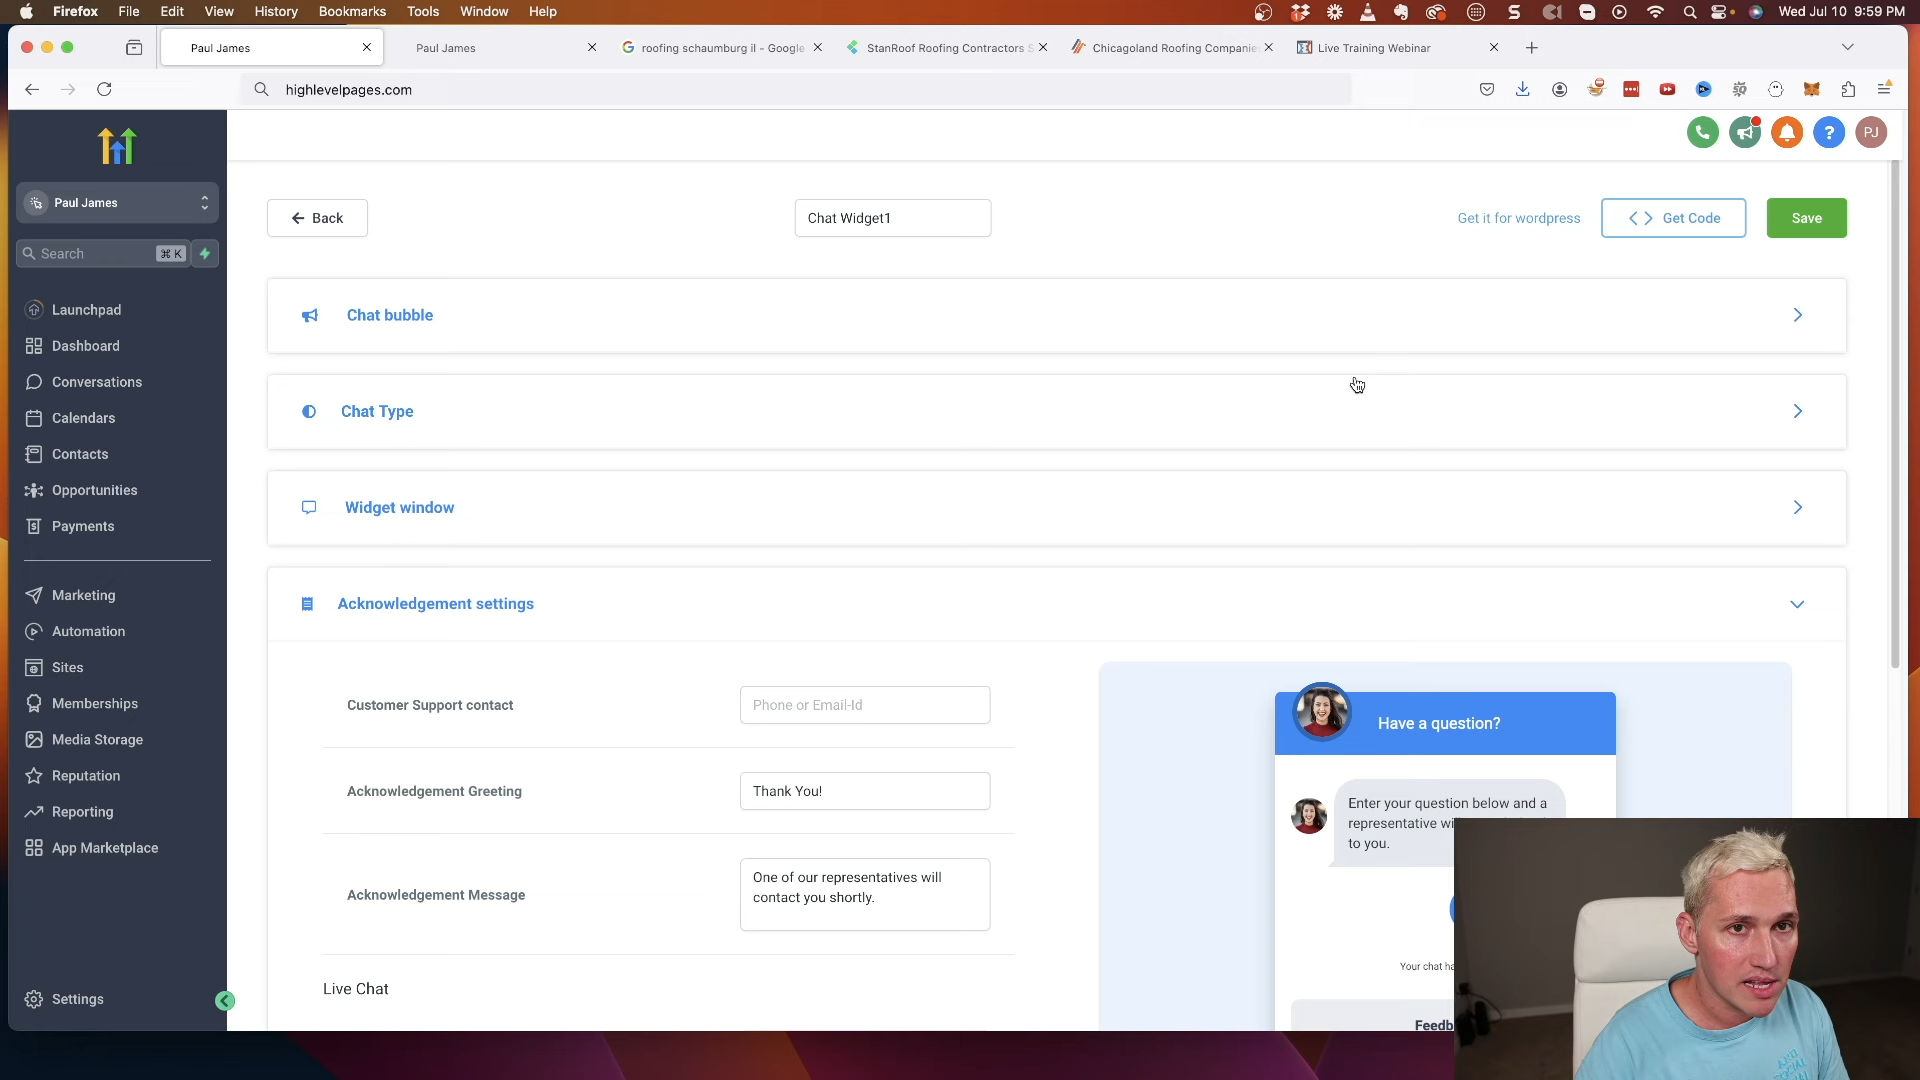 Firefox File Edit View History Bookmarks Tools Window Help
Wed Jul 10 9:59 PM
Paul James
Paul James
roofing schaumburg il - Google
StanRoof Roofing Contractors S
Chicagoland Roofing Companie
Live Training Webinar
highlevelpages.com
PJ
Paul James
Search ⌘ K
Launchpad
Dashboard
Conversations
Calendars
Contacts
Opportunities
Payments
Marketing
Automation
Sites
Memberships
Media Storage
Reputation
Reporting
App Marketplace
Settings
Back
Chat Widget1
Get it for wordpress
Get Code
Save
Chat bubble
Chat Type
Widget window
Acknowledgement settings
Customer Support contact
Phone or Email-Id
Acknowledgement Greeting
Thank You!
Acknowledgement Message
One of our representatives will
contact you shortly.
Live Chat
Have a question?
Enter your question below and a
representative wi
to you.
Your chat ha
Feedb